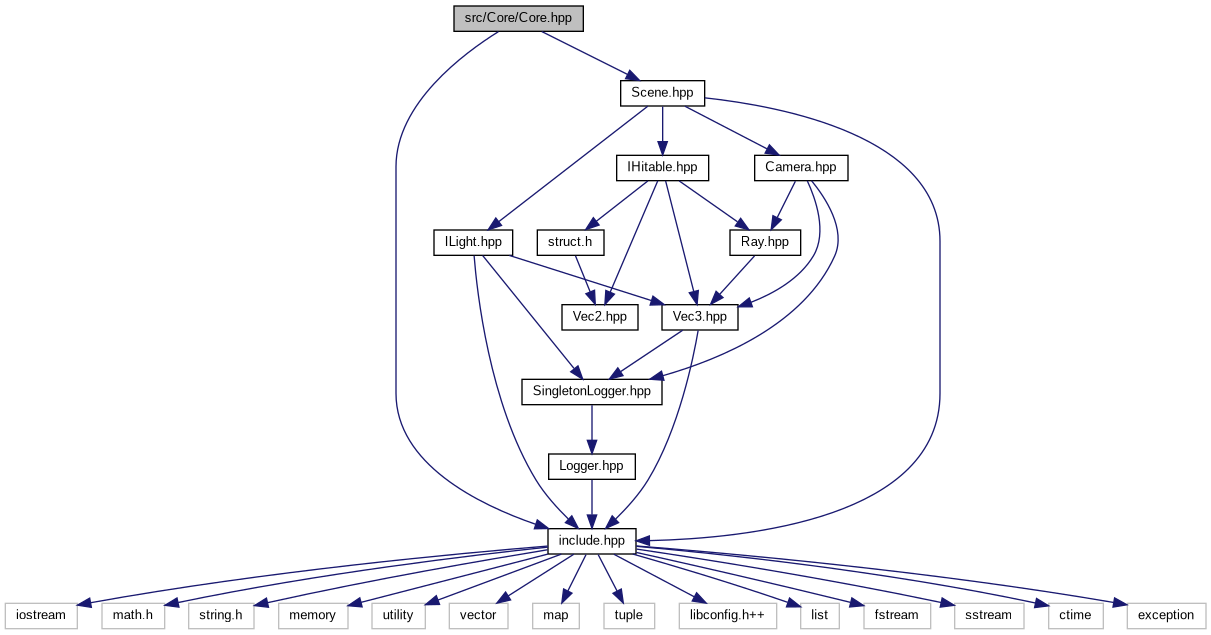 src/Core/Core.hpp
Scene.hpp
IHitable.hpp
Camera.hpp
ILight.hpp
struct.h
Ray.hpp
Vec2.hpp
Vec3.hpp
SingletonLogger.hpp
Logger.hpp
include.hpp
iostream
math.h
string.h
memory
utility
vector
map
tuple
libconfig.h++
list
fstream
sstream
ctime
exception